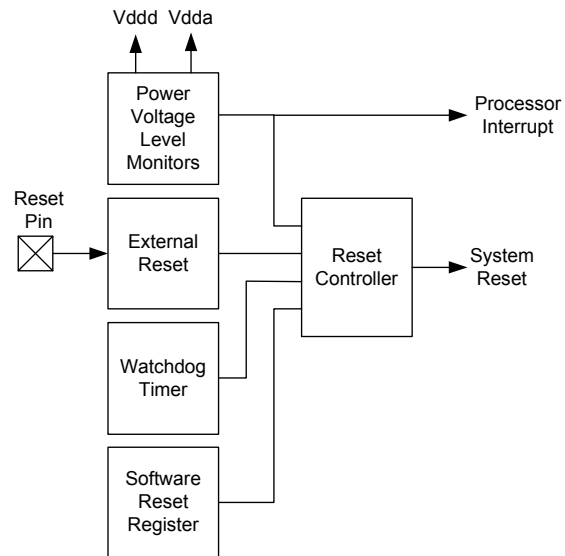 Vddd Vdda
Power
Voltage
Level
Monitors
Processor
Interrupt
Reset
Pin
External
Reset
Reset
Controller
System
Reset
Watchdog
Timer
Software
Reset
Register